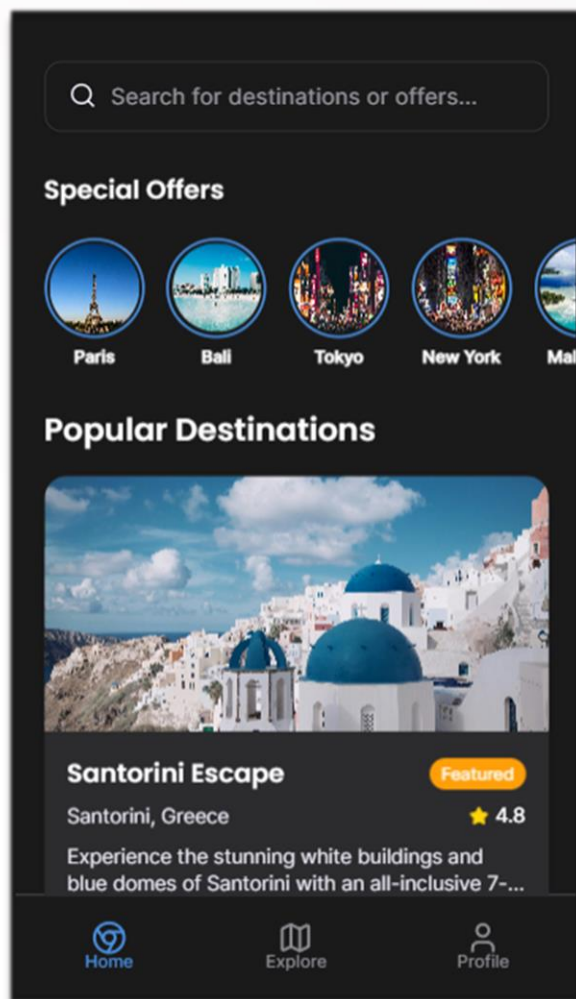 Search for destinations or offers...
Special Offers
Paris
Bali
Tokyo
New York
Mal
Popular Destinations
Santorini Escape
Featured
Santorini, Greece
4.8
Experience the stunning white buildings and
blue domes of Santorini with an all-inclusive 7-...
Home
Explore
Profile